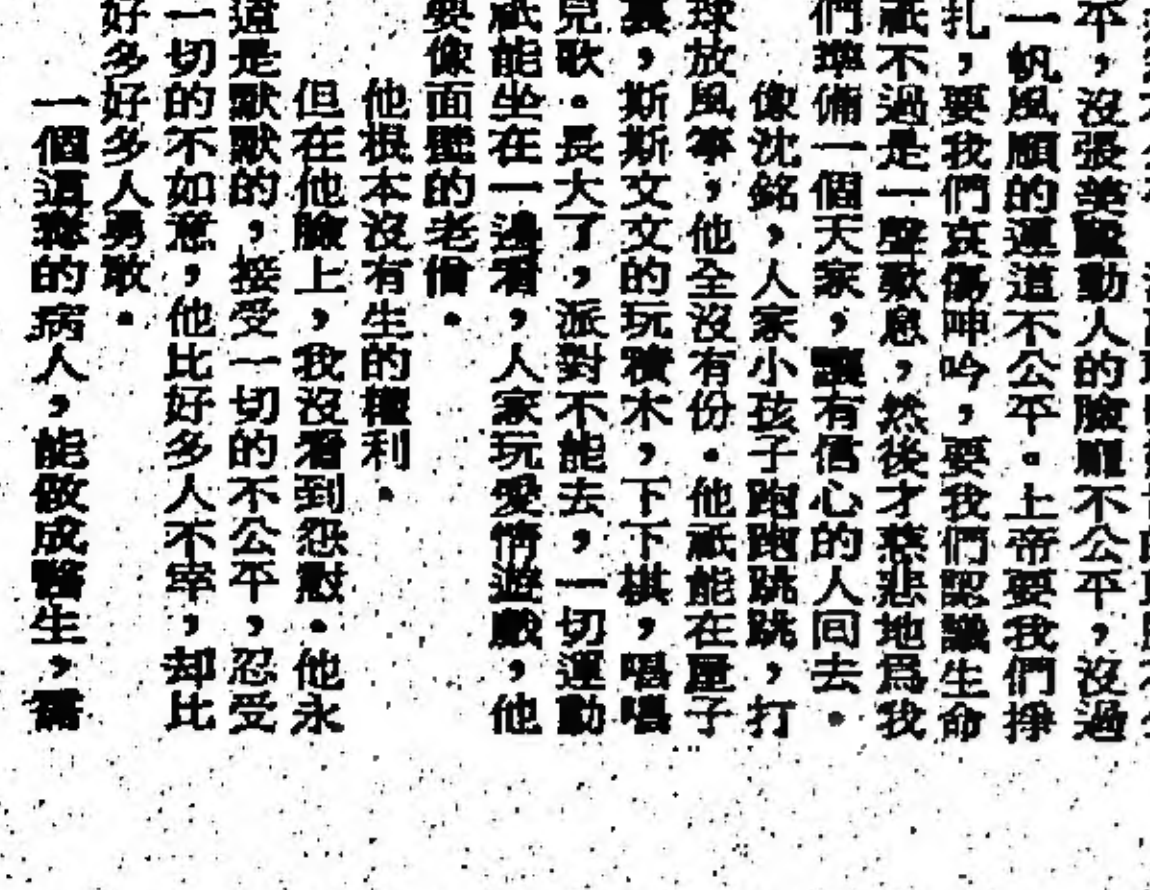 平，沒張美麗動人的臉龐不公平，沒過
一帆風順的運道不公平。上帝要我們掙
扎，要我們哀傷呻吟，要我們認識生命
祇不過是一聲歎息，然後才慈悲地爲我
們準備一個天家，讓有信心的人回去。
像沈銘，人家小孩子跑跑跳跳，打
球放風箏，他全沒有份。他祇能在屋子
裏，斯斯文文的玩積木，下下棋，唱唱
兒歌。長大了，派對不能去，一切運動
祇能坐在一邊看，人家玩愛情遊戲，他
要像面壁的老僧。
他根本沒有生的權利。
但在他臉上，我沒看到怨懟。他永
遠是默默的，接受一切的不公平，忍受
一切的不如意，他比好多人不幸，却比
好多好多人勇敢。
一個這樣的病人，能做成醫生，需